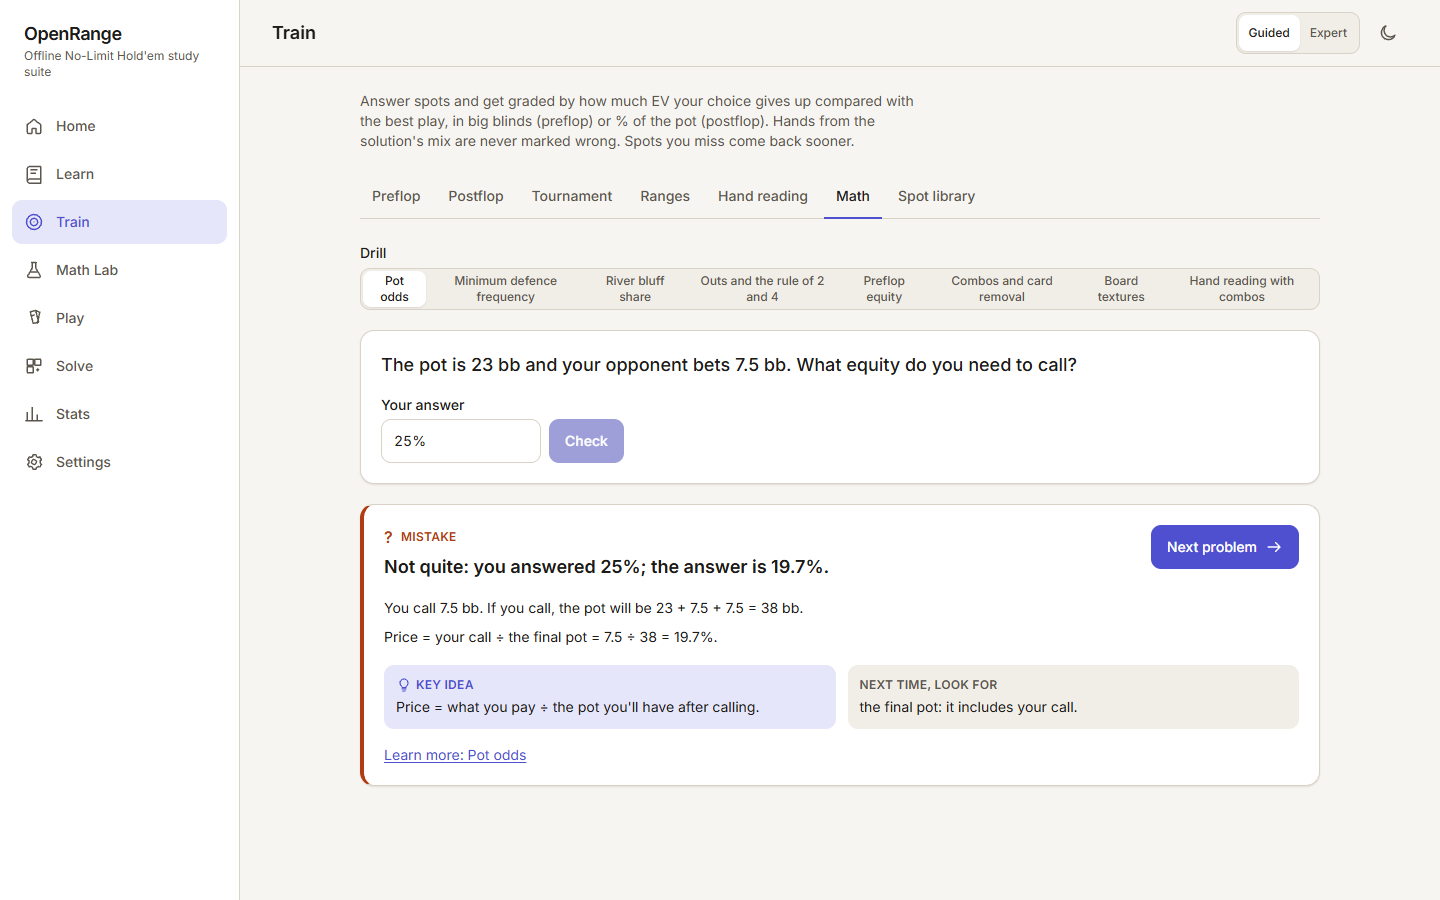 OpenRange
Offline No-Limit Hold'em study
suite
Home
Learn
Train
Math Lab
Play
Solve
Stats
Settings
Train
Guided
Expert
Answer spots and get graded by how much EV your choice gives up compared with
the best play, in big blinds (preflop) or % of the pot (postflop). Hands from the
solution's mix are never marked wrong. Spots you miss come back sooner.
Preflop
Postflop
Tournament
Ranges
Hand reading
Math
Spot library
Drill
Pot
odds
Minimum defence
frequency
River bluff
share
Outs and the rule of 2
and 4
Preflop
equity
Combos and card
removal
Board
textures
Hand reading with
combos
The pot is 23 bb and your opponent bets 7.5 bb. What equity do you need to call?
Your answer
25%
Check
? MISTAKE
Not quite: you answered 25%; the answer is 19.7%.
Next problem →
You call 7.5 bb. If you call, the pot will be 23 + 7.5 + 7.5 = 38 bb.
Price = your call ÷ the final pot = 7.5 ÷ 38 = 19.7%.
KEY IDEA
Price = what you pay ÷ the pot you'll have after calling.
NEXT TIME, LOOK FOR
the final pot: it includes your call.
Learn more: Pot odds